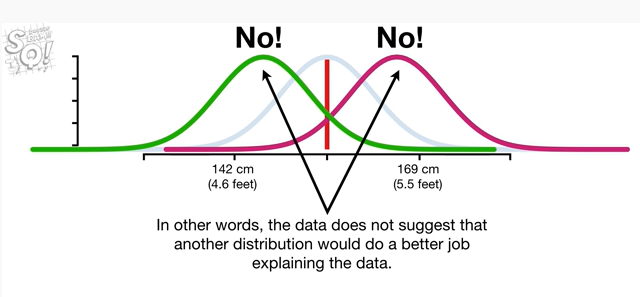 No! No!
142 cm 169 cm
(4.6 feet) (5.5 feet)
In other words, the data does not suggest that
another distribution would do a better job
explaining the data.